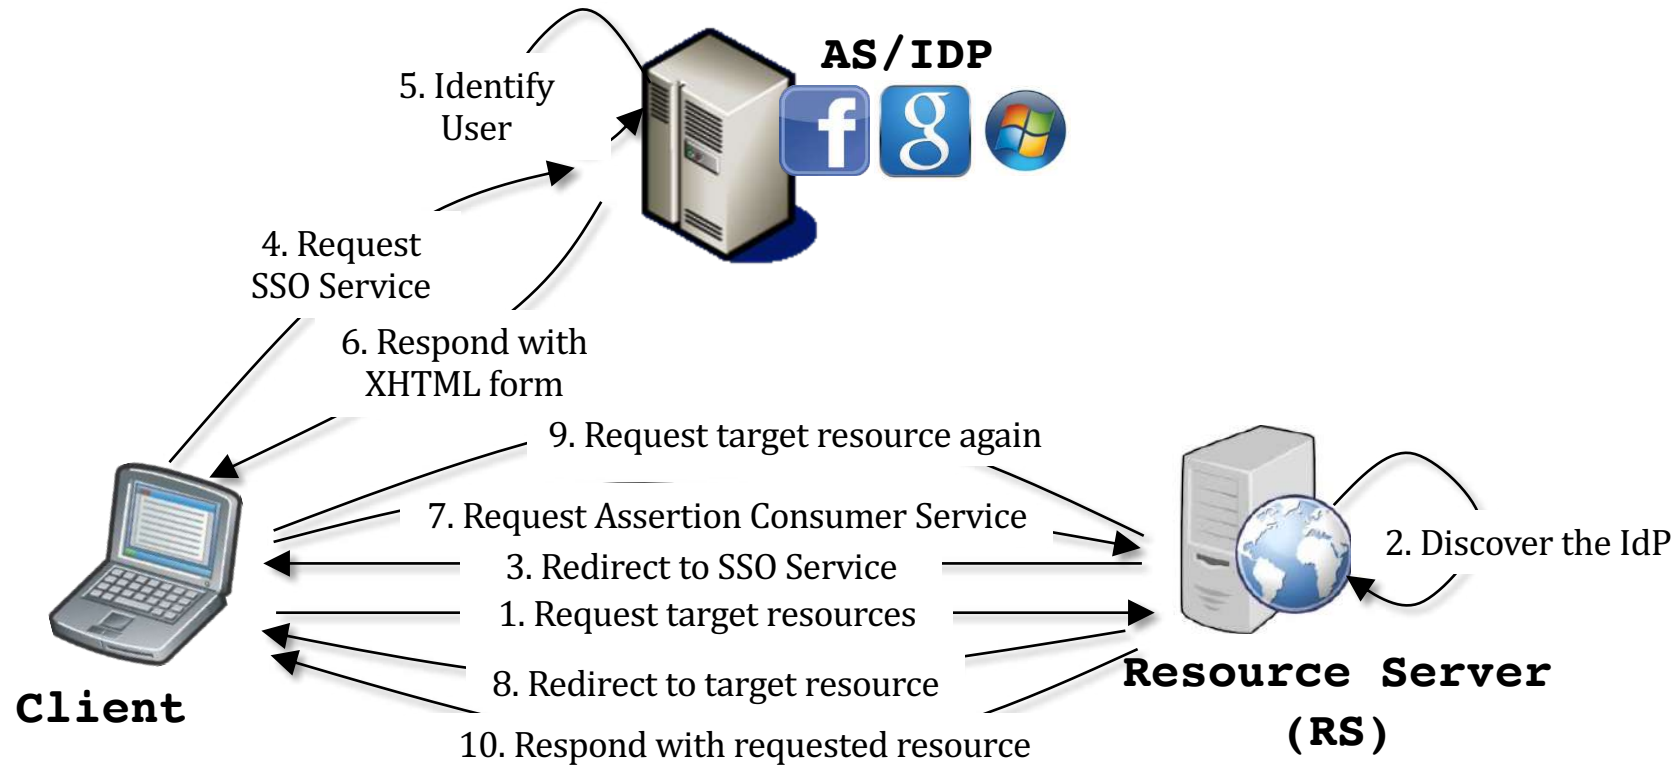 AS/IDP
5. Identify
User
f
g
4. Request
SSO Service
6. Respond with
XHTML form
9. Request target resource again
7. Request Assertion Consumer Service
3. Redirect to SSO Service
2. Discover the IdP
1. Request target resources
8. Redirect to target resource
10. Respond with requested resource
Client
Resource Server
(RS)